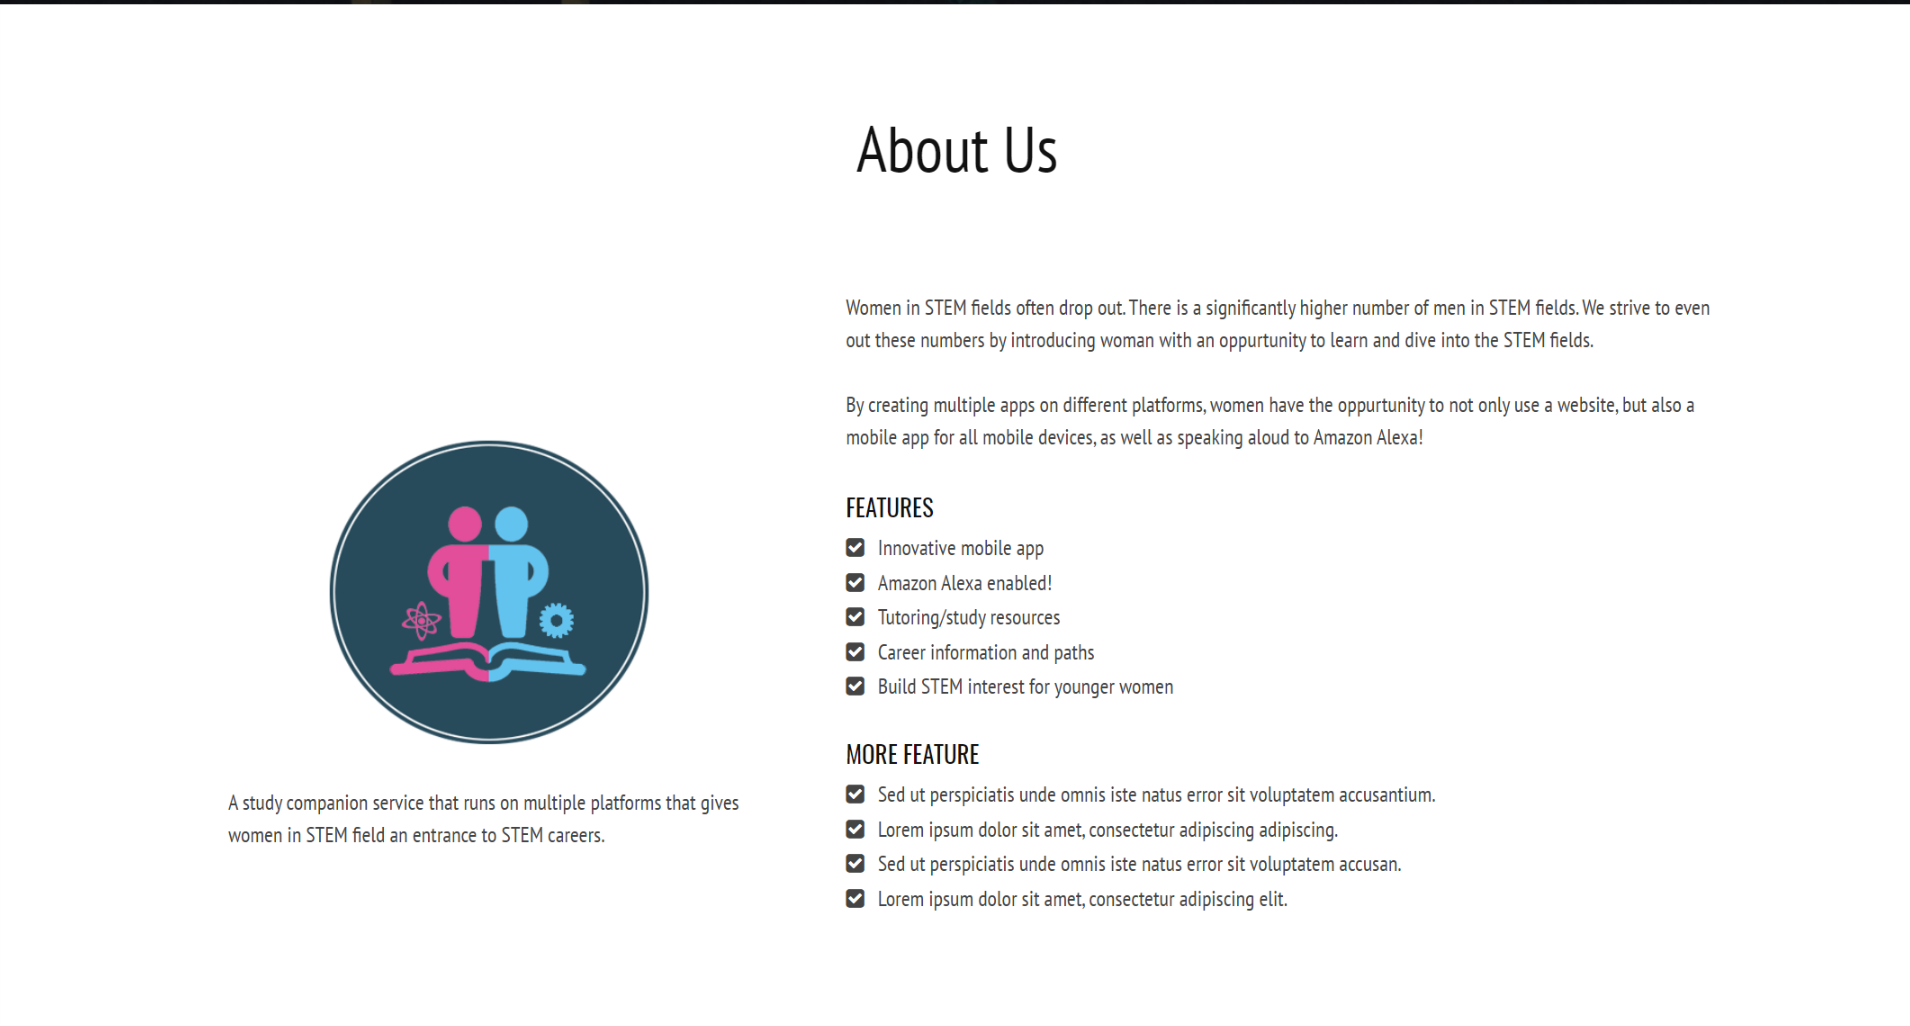 About Us
Women in STEM fields often drop out. There is a significantly higher number of men in STEM fields. We strive to even
out these numbers by introducing woman with an oppurtunity to learn and dive into the STEM fields.
By creating multiple apps on different platforms, women have the oppurtunity to not only use a website, but also a
mobile app for all mobile devices, as well as speaking aloud to Amazon Alexa!
FEATURES
Innovative mobile app
Amazon Alexa enabled!
Tutoring/study resources
Career information and paths
Build STEM interest for younger women
MORE FEATURE
Sed ut perspiciatis unde omnis iste natus error sit voluptatem accusantium.
Lorem ipsum dolor sit amet, consectetur adipiscing adipiscing.
Sed ut perspiciatis unde omnis iste natus error sit voluptatem accusan.
Lorem ipsum dolor sit amet, consectetur adipiscing elit.
A study companion service that runs on multiple platforms that gives
women in STEM field an entrance to STEM careers.